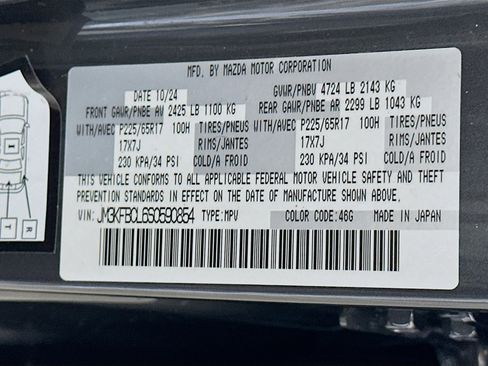 MFD. BY MAZDA MOTOR CORPORATION
DATE 10/24 GVWR/PNBV 4724 LB 2143 KG
FRONT GAWR/PNBE AV 2425 LB 1100 KG REAR GAWR/PNBE AR 2299 LB 1043 KG
WITH/AVEC P225/65R17 100H TIRES/PNEUS WITH/AVEC P225/65R17 100H TIRES/PNEUS
17X7J RIMS/JANTES 17X7J RIMS/JANTES
230 KPA/34 PSI COLD/A FROID 230 KPA/34 PSI COLD/A FROID
THIS VEHICLE CONFORMS TO ALL APPLICABLE FEDERAL MOTOR VEHICLE SAFETY AND THEFT
PREVENTION STANDARDS IN EFFECT ON THE DATE OF MANUFACTURE SHOWN ABOVE.
VIN: JM3KFBCL6S0590854 TYPE: MPV COLOR CODE: 46G MADE IN JAPAN
T R